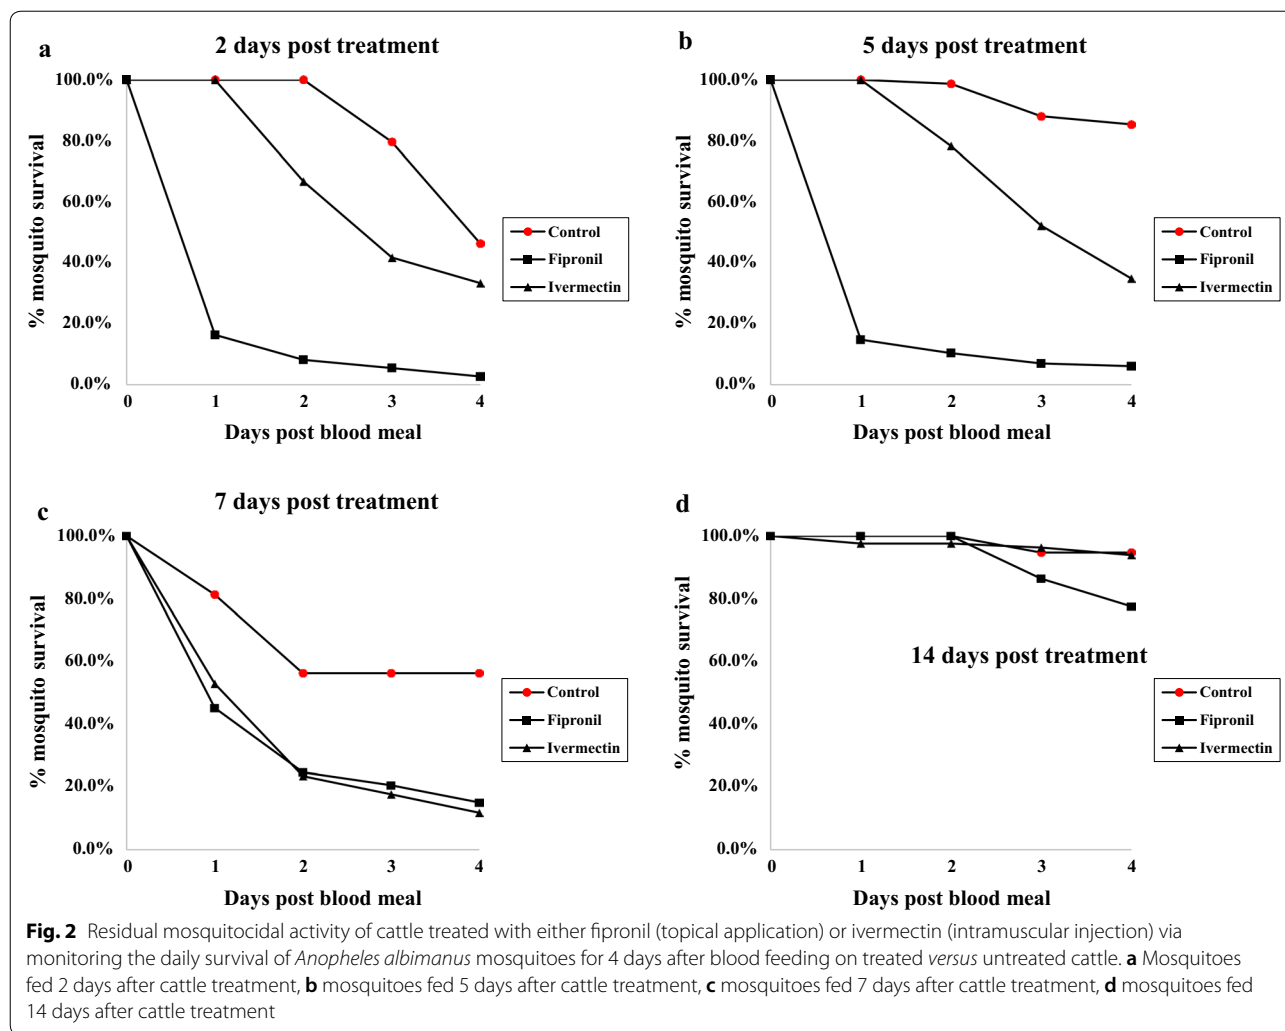 a
2 days post treatment
100.0%
80.0%
60.0%
40.0%
20.0%
0.0%
% mosquito survival
0 1 2 3 4
Days post blood meal
Control
Fipronil
Ivermectin
b
5 days post treatment
100.0%
80.0%
60.0%
40.0%
20.0%
0.0%
% mosquito survival
0 1 2 3 4
Days post blood meal
Control
Fipronil
Ivermectin
c
7 days post treatment
100.0%
80.0%
60.0%
40.0%
20.0%
0.0%
% mosquito survival
0 1 2 3 4
Days post blood meal
Control
Fipronil
Ivermectin
d
100.0%
80.0%
60.0%
40.0%
20.0%
0.0%
% mosquito survival
14 days post treatment
0 1 2 3 4
Days post blood meal
Control
Fipronil
Ivermectin
Fig. 2 Residual mosquitocidal activity of cattle treated with either fipronil (topical application) or ivermectin (intramuscular injection) via
monitoring the daily survival of Anopheles albimanus mosquitoes for 4 days after blood feeding on treated versus untreated cattle. a Mosquitoes
fed 2 days after cattle treatment, b mosquitoes fed 5 days after cattle treatment, c mosquitoes fed 7 days after cattle treatment, d mosquitoes fed
14 days after cattle treatment